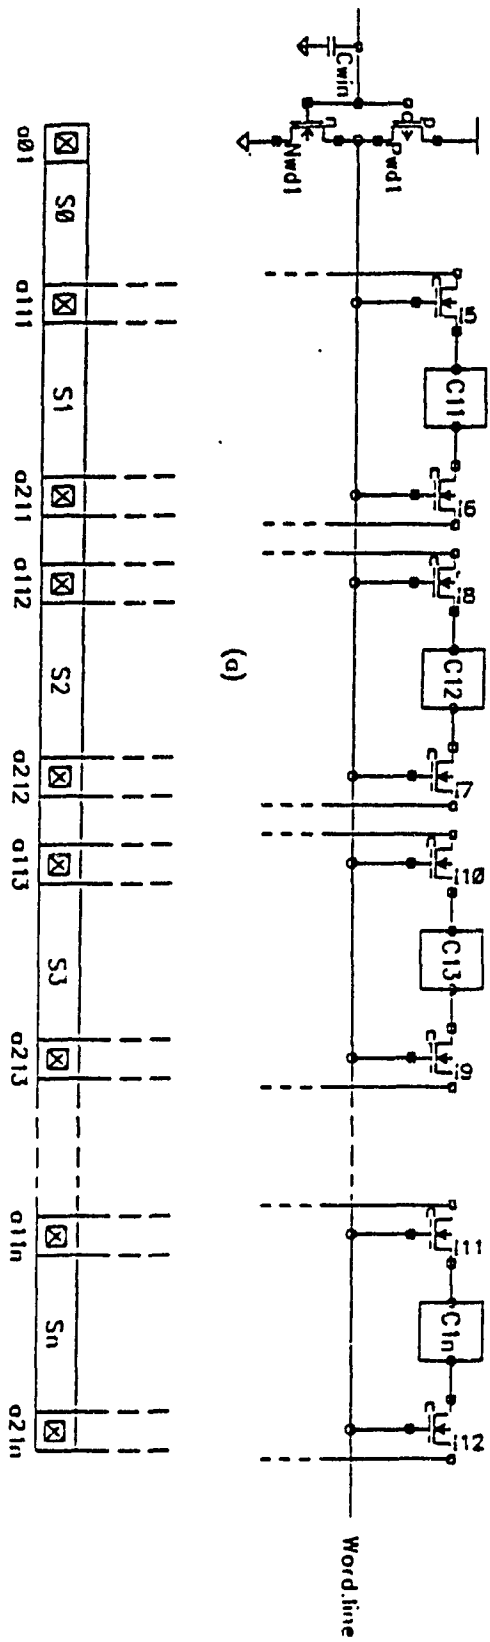 Cwin
Pwd1
Nwd1
i5
C11
i6
i8
C12
i7
i10
C13
i9
i11
C1n
i12
Word.line
(a)
S0
S1
S2
S3
Sn
a01
a111
a211
a112
a212
a113
a213
a11n
a21n